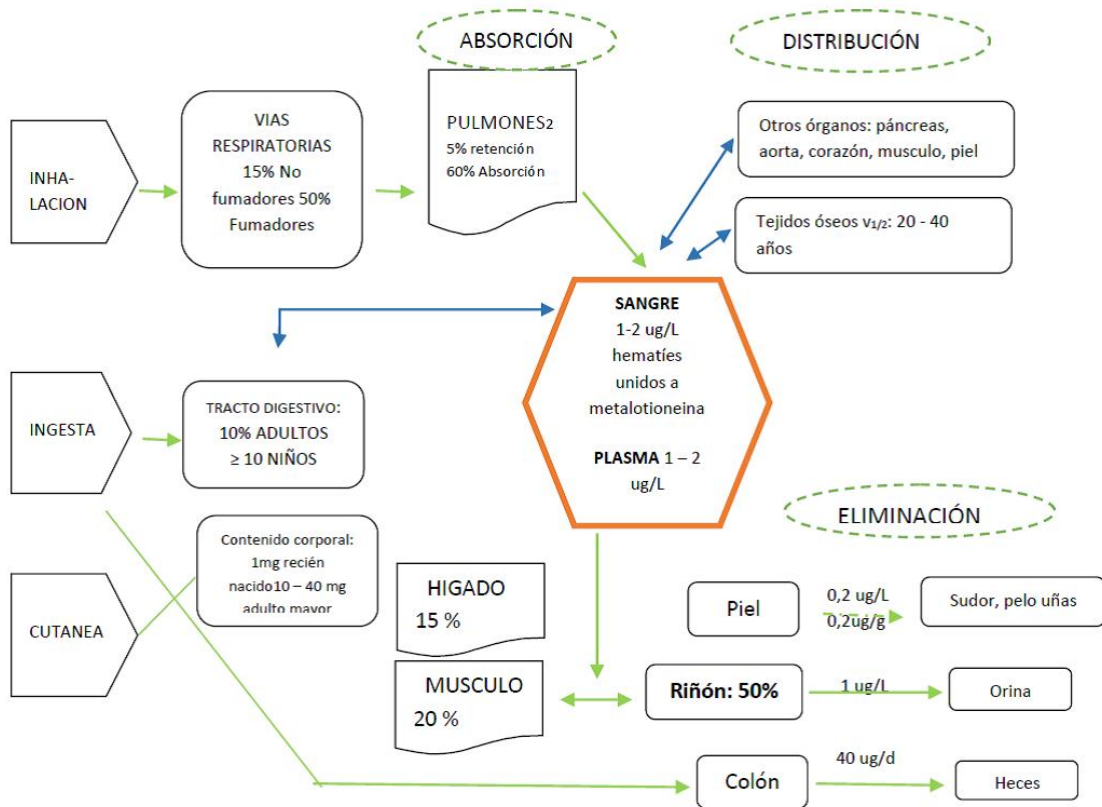 ABSORCIÓN
DISTRIBUCIÓN
INHA-
LACION
VIAS
RESPIRATORIAS
15% No
fumadores 50%
Fumadores
PULMONES2
5% retención
60% Absorción
Otros órganos: páncreas,
aorta, corazón, musculo, piel
Tejidos óseos v1/2: 20 - 40
años
SANGRE
1-2 ug/L
hematíes
unidos a
metalotioneina
PLASMA 1 – 2
ug/L
INGESTA
TRACTO DIGESTIVO:
10% ADULTOS
≥ 10 NIÑOS
CUTANEA
Contenido corporal:
1mg recién
nacido10 – 40 mg
adulto mayor
HIGADO
15 %
MUSCULO
20 %
ELIMINACIÓN
Piel
0,2 ug/L
0,2ug/g
Sudor, pelo uñas
Riñón: 50%
1 ug/L
Orina
Colón
40 ug/d
Heces